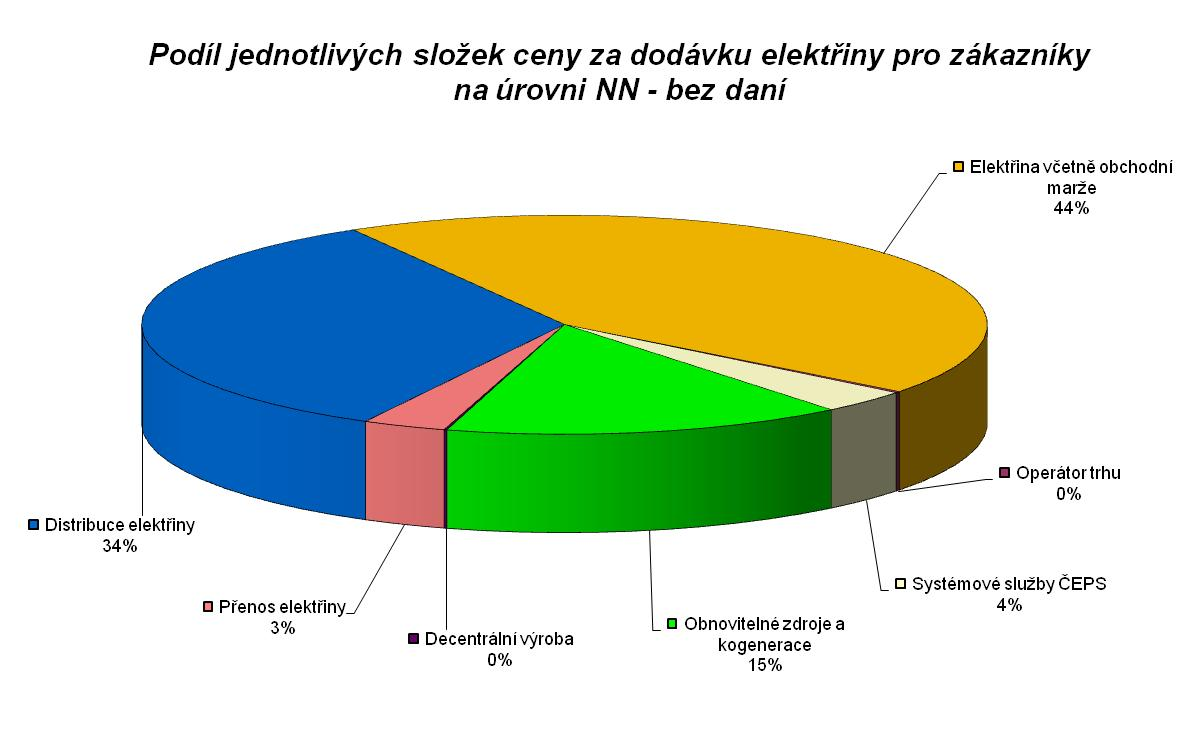 Podíl jednotlivých složek ceny za dodávku elektřiny pro zákazníky
na úrovni NN - bez daní
Elektřina včetně obchodní
marže
44%
Operátor trhu
0%
Systémové služby ČEPS
4%
Obnovitelné zdroje a
kogenerace
15%
Decentrální výroba
0%
Přenos elektřiny
3%
Distribuce elektřiny
34%